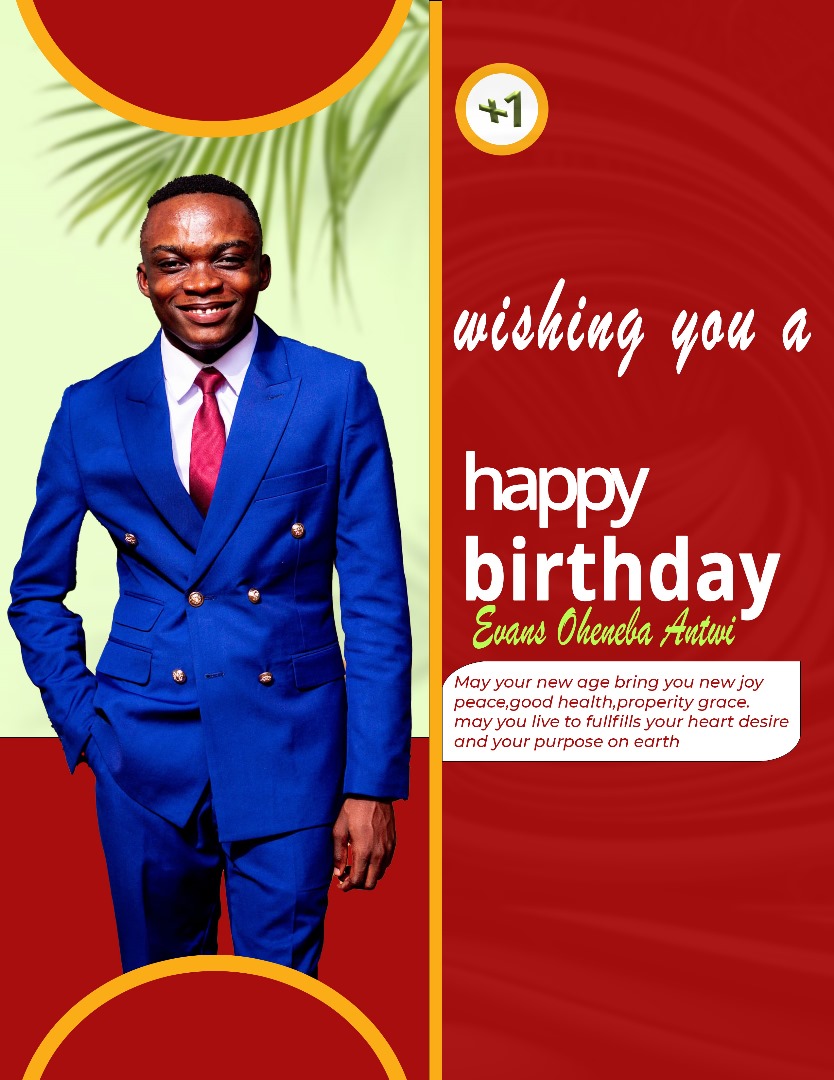 +1
wishing you a
happy
birthday
Evans Oheneba Antwi
May your new age bring you new joy
peace,good health,properity grace.
may you live to fullfills your heart desire
and your purpose on earth